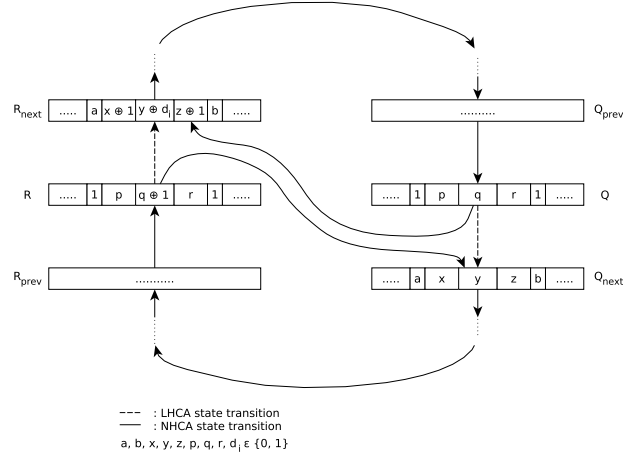 R_next ..... a x ⊕ 1 y ⊕ d_i z ⊕ 1 b ..... .......... Q_prev
R ..... 1 p q ⊕ 1 r 1 ..... ..... 1 p q r 1 ..... Q
R_prev ........... ..... a x y z b ..... Q_next
: LHCA state transition
: NHCA state transition
a, b, x, y, z, p, q, r, d_i ε {0, 1}